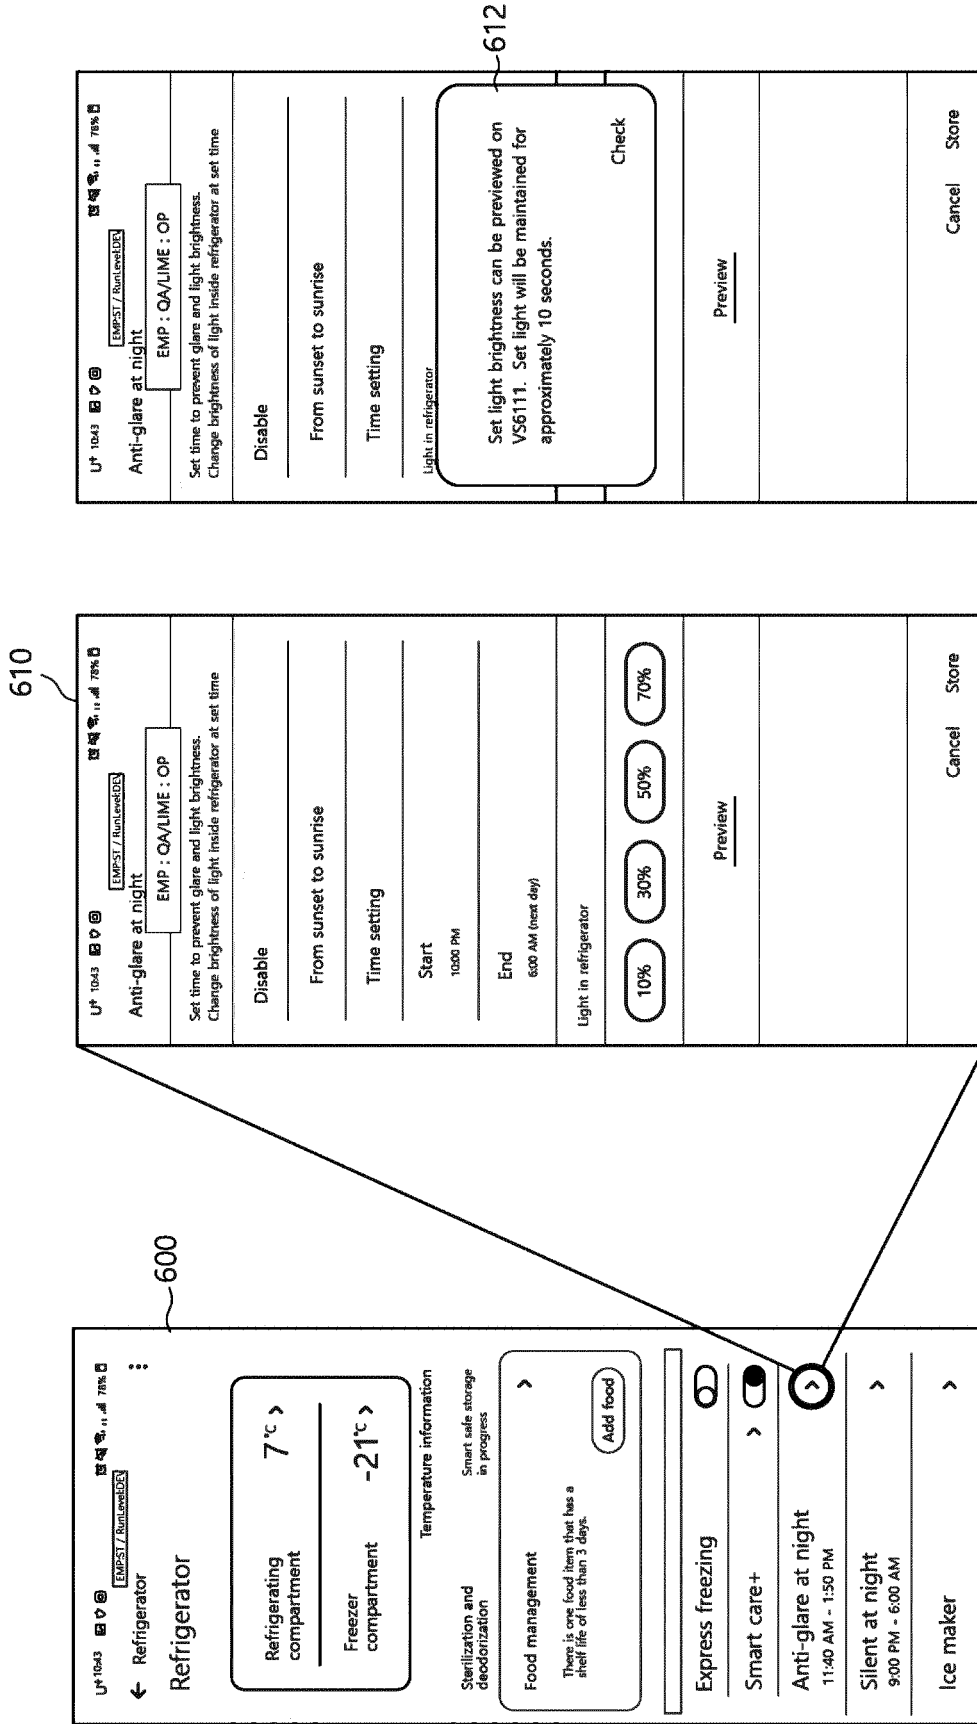 U+10:43
78%
EMP:ST / RunLevel:DEV
Refrigerator
Refrigerator
Refrigerating
compartment
7°C
Freezer
compartment
-21°C
Temperature information
Sterilization and
deodorization
Smart safe storage
in progress
Food management
There is one food item that has a
shelf life of less than 3 days.
Add food
Express freezing
Smart care+
Anti-glare at night
11:40 AM - 1:50 PM
Silent at night
9:00 PM - 6:00 AM
Ice maker
600
610
U+ 10:43
78%
EMP:ST / RunLevel:DEV
Anti-glare at night
EMP : QA/LIME : OP
Set time to prevent glare and light brightness.
Change brightness of light inside refrigerator at set time
Disable
From sunset to sunrise
Time setting
Start
10:00 PM
End
6:00 AM (next day)
Light in refrigerator
10% 30% 50% 70%
Preview
Cancel Store
U+ 10:43
78%
EMP:ST / RunLevel:DEV
Anti-glare at night
EMP : QA/LIME : OP
Set time to prevent glare and light brightness.
Change brightness of light inside refrigerator at set time
Disable
From sunset to sunrise
Time setting
Light in refrigerator
Set light brightness can be previewed on
VS6111. Set light will be maintained for
approximately 10 seconds.
Check
612
Preview
Cancel Store